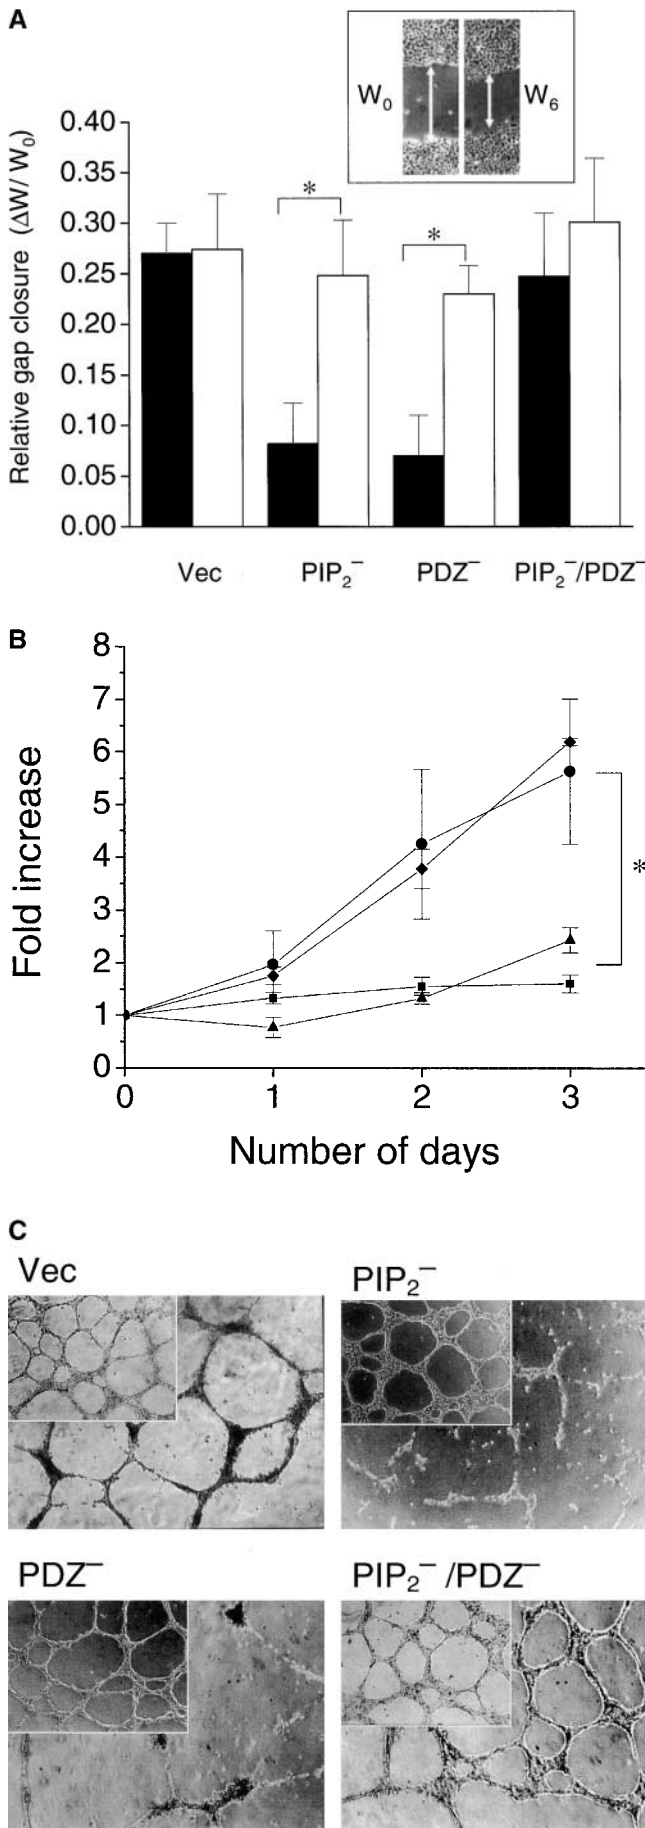 A
W₀ W₆
Relative gap closure (ΔW/ W₀)
0.40
0.35
0.30
0.25
0.20
0.15
0.10
0.05
0.00
* *
Vec PIP₂⁻ PDZ⁻ PIP₂⁻/PDZ⁻
B
Fold increase
8
7
6
5
4
3
2
1
0
*
0 1 2 3
Number of days
C
Vec PIP₂⁻
PDZ⁻ PIP₂⁻ /PDZ⁻